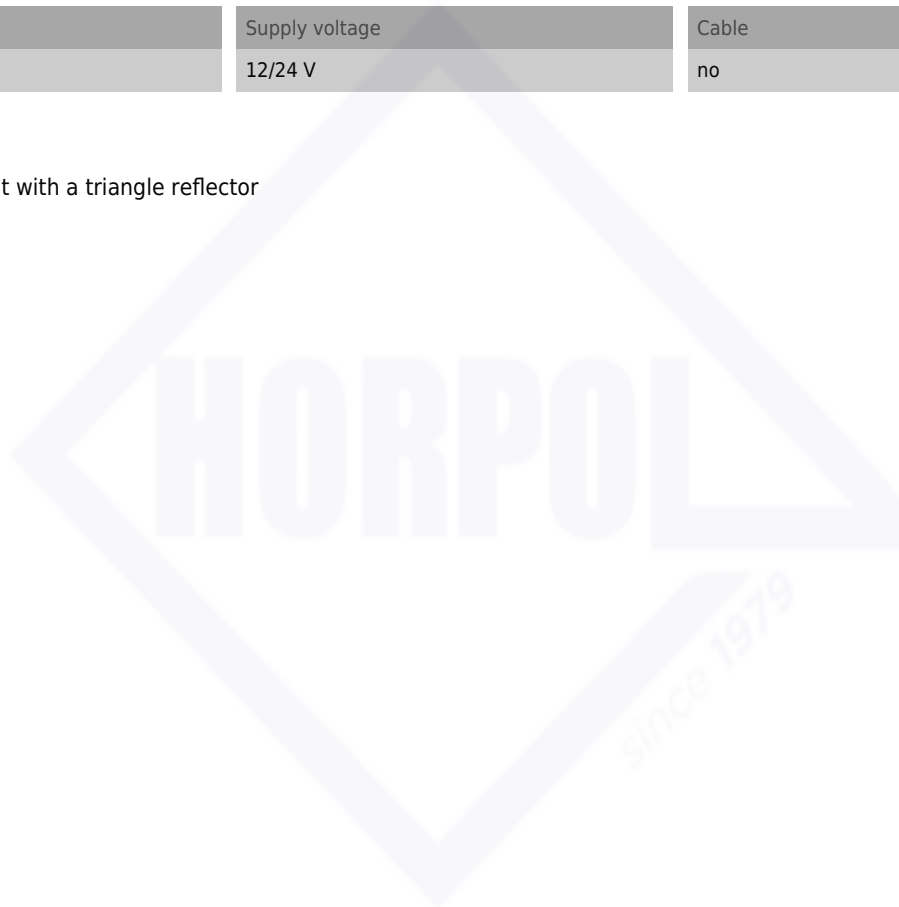 Supply voltage
Cable
12/24 V
no
t with a triangle reflector
HORPOL
since 1979